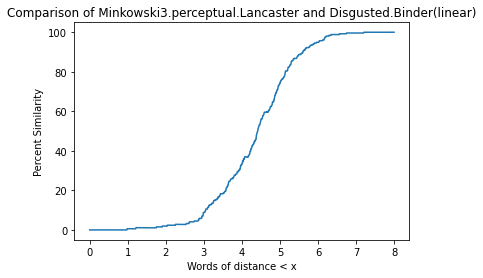 Comparison of Minkowski3.perceptual.Lancaster and Disgusted.Binder(linear)
100
80
60
40
20
0
Percent Similarity
0 1 2 3 4 5 6 7 8
Words of distance < x